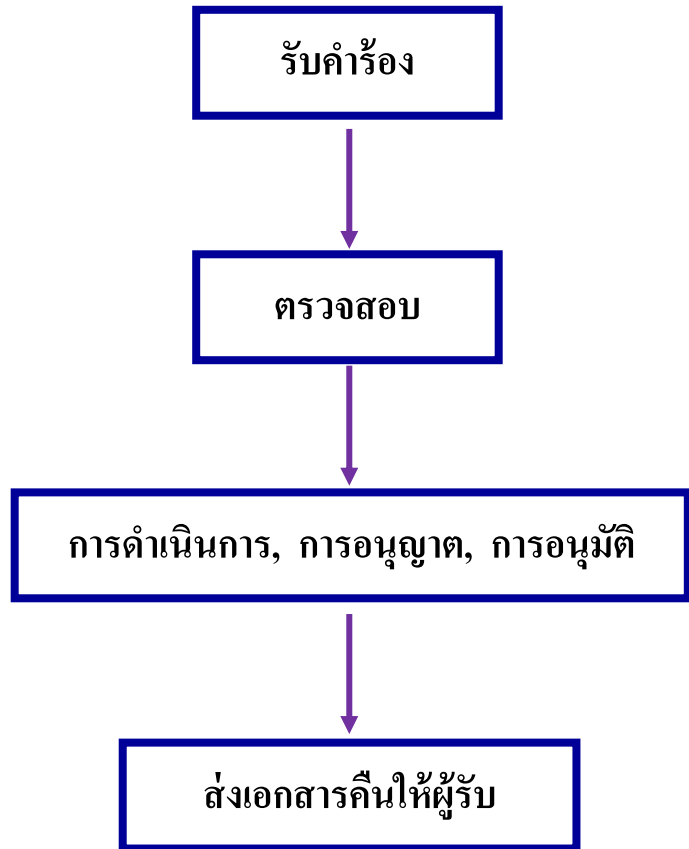 รับคำร้อง
ตรวจสอบ
การดำเนินการ, การอนุญาต, การอนุมัติ
ส่งเอกสารคืนให้ผู้รับ